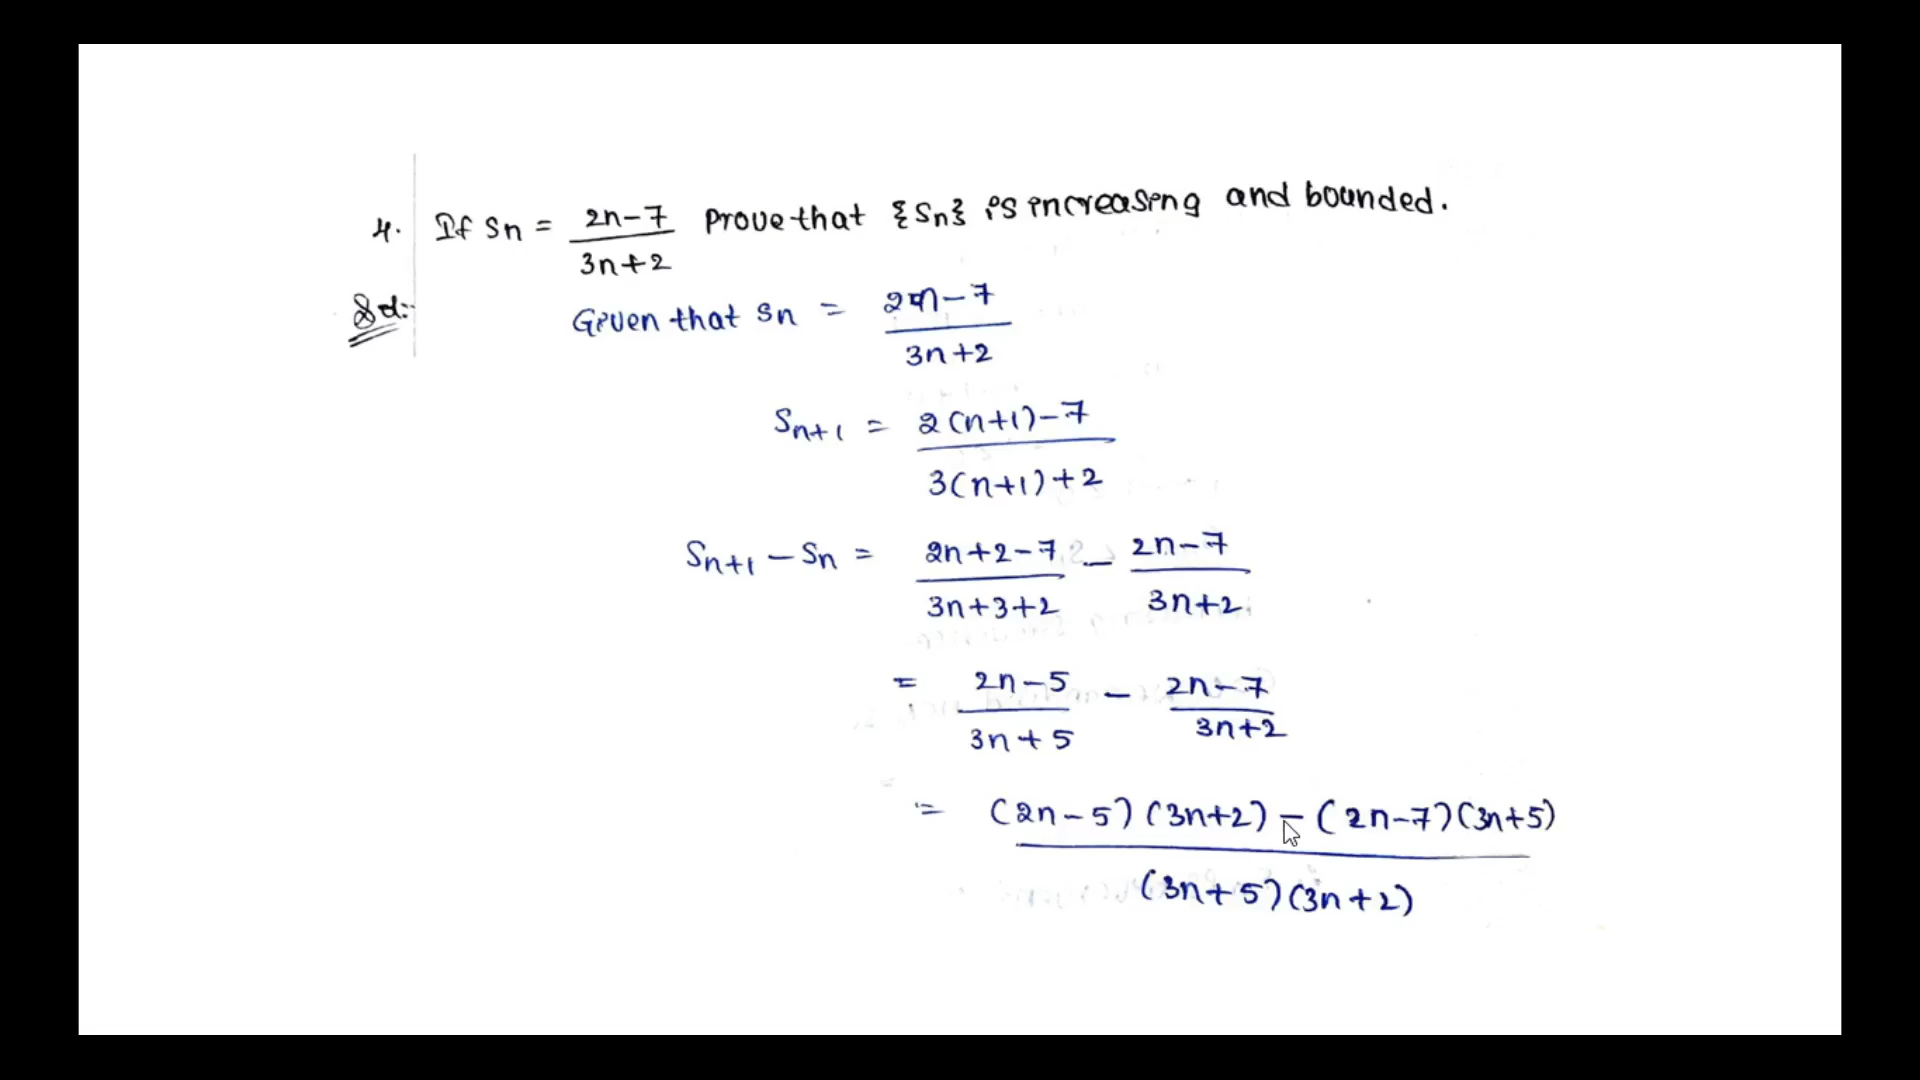 4. If Sn = 2n-7 / 3n+2 Prove that {Sn} is increasing and bounded.
Sol:-
Given that Sn = 2n-7 / 3n+2
Sn+1 = 2(n+1)-7 / 3(n+1)+2
Sn+1 - Sn = 2n+2-7 / 3n+3+2 - 2n-7 / 3n+2
= 2n-5 / 3n+5 - 2n-7 / 3n+2
= (2n-5)(3n+2) - (2n-7)(3n+5) / (3n+5)(3n+2)